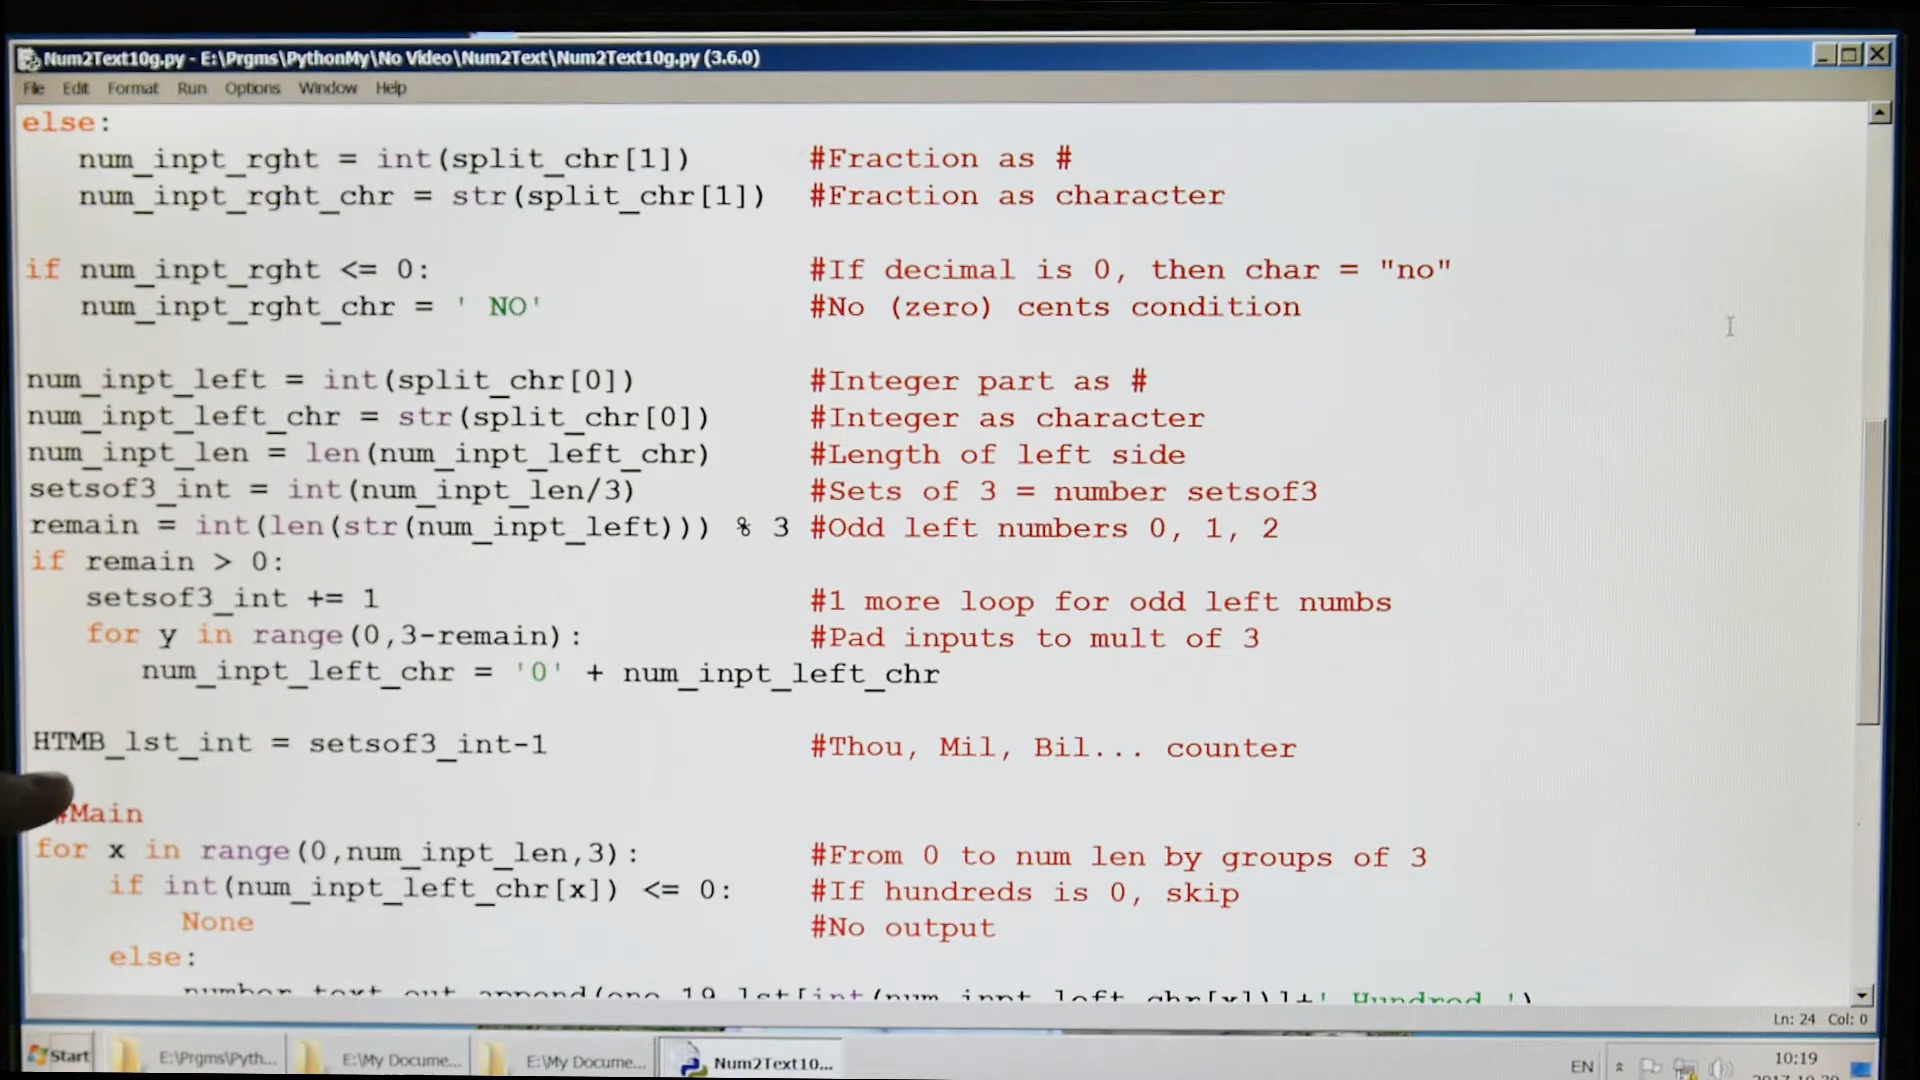 Num2Text10g.py - E:\Prgms\PythonMy\No Video\Num2Text\Num2Text10g.py (3.6.0)
File Edit Format Run Options Window Help
else:
num_inpt_rght = int(split_chr[1]) #Fraction as #
num_inpt_rght_chr = str(split_chr[1]) #Fraction as character
if num_inpt_rght <= 0: #If decimal is 0, then char = "no"
num_inpt_rght_chr = ' NO' #No (zero) cents condition
num_inpt_left = int(split_chr[0]) #Integer part as #
num_inpt_left_chr = str(split_chr[0]) #Integer as character
num_inpt_len = len(num_inpt_left_chr) #Length of left side
setsof3_int = int(num_inpt_len/3) #Sets of 3 = number setsof3
remain = int(len(str(num_inpt_left))) % 3 #Odd left numbers 0, 1, 2
if remain > 0:
setsof3_int += 1 #1 more loop for odd left numbs
for y in range(0,3-remain): #Pad inputs to mult of 3
num_inpt_left_chr = '0' + num_inpt_left_chr
HTMB_lst_int = setsof3_int-1 #Thou, Mil, Bil... counter
#Main
for x in range(0,num_inpt_len,3): #From 0 to num len by groups of 3
if int(num_inpt_left_chr[x]) <= 0: #If hundreds is 0, skip
None #No output
else:
number_text_out.append(one_19_lst[int(num_inpt_left_chr[x])]+' Hundred ')
Ln: 24 Col: 0
Start E:\Prgms\Pyth... E:\My Docume... E:\My Docume... Num2Text10... EN 10:19